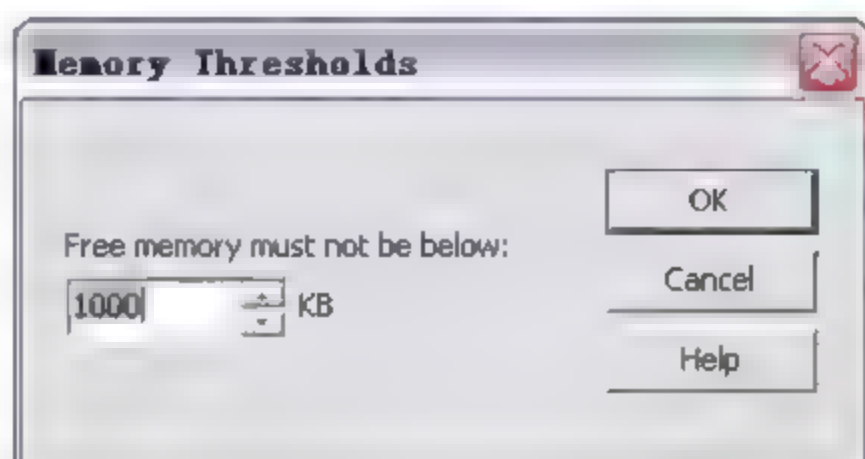 Memory Thresholds
OK
Free memory must not be below:
1000 KB
Cancel
Help